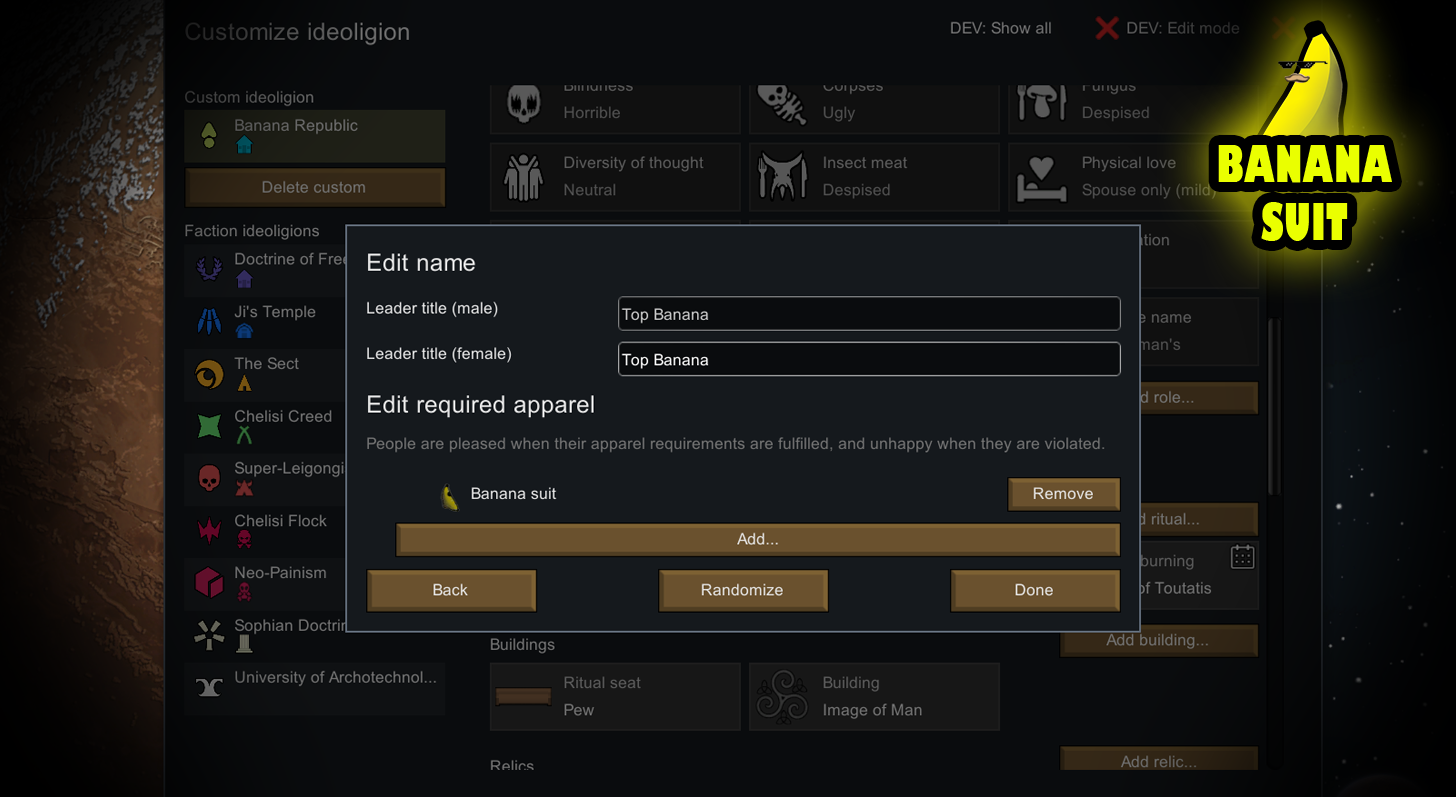 Customize ideoligion
DEV: Show all
DEV: Edit mode
BANANA
SUIT
Custom ideoligion
Banana Republic
Delete custom
Faction ideoligions
Doctrine of Free
Ji's Temple
The Sect
Chelisi Creed
Super-Leigongi
Chelisi Flock
Neo-Painism
Sophian Doctrin
University of Archotechnol...
Blindness
Horrible
Corpses
Ugly
Fungus
Despised
Diversity of thought
Neutral
Insect meat
Despised
Physical love
Spouse only (mild)
Edit name
Leader title (male)
Top Banana
Leader title (female)
Top Banana
Edit required apparel
People are pleased when their apparel requirements are fulfilled, and unhappy when they are violated.
Banana suit
Remove
Add...
Back
Randomize
Done
name
man's
role...
ritual...
burning
of Toutatis
Buildings
Add building...
Ritual seat
Pew
Building
Image of Man
Relics
Add relic...